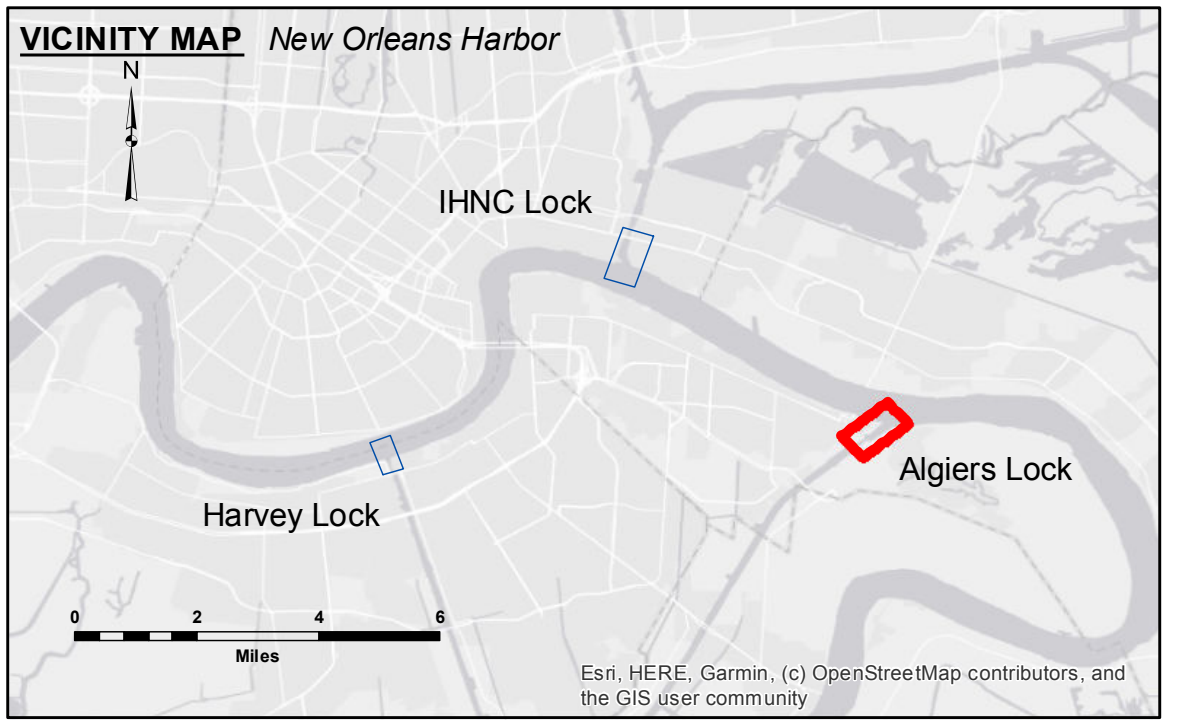 VICINITY MAP New Orleans Harbor
N
IHNC Lock
Algiers Lock
Harvey Lock
0 2 4 6
Miles
Esri, HERE, Garmin, (c) OpenStreetMap contributors, and
the GIS user community